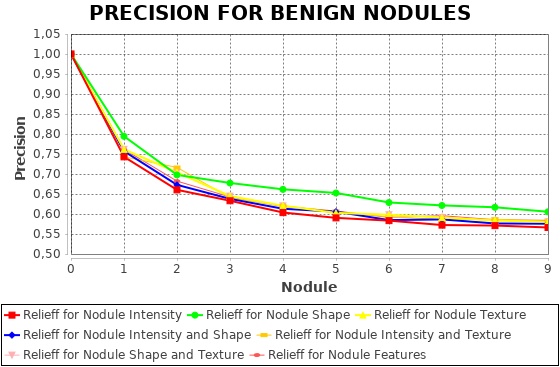 PRECISION FOR BENIGN NODULES
1,05
1,00
0,95
0,90
0,85
0,80
0,75
0,70
0,65
0,60
0,55
0,50
Precision
0 1 2 3 4 5 6 7 8 9
Nodule
Relieff for Nodule Intensity Relieff for Nodule Shape Relieff for Nodule Texture
Relieff for Nodule Intensity and Shape Relieff for Nodule Intensity and Texture
Relieff for Nodule Shape and Texture Relieff for Nodule Features